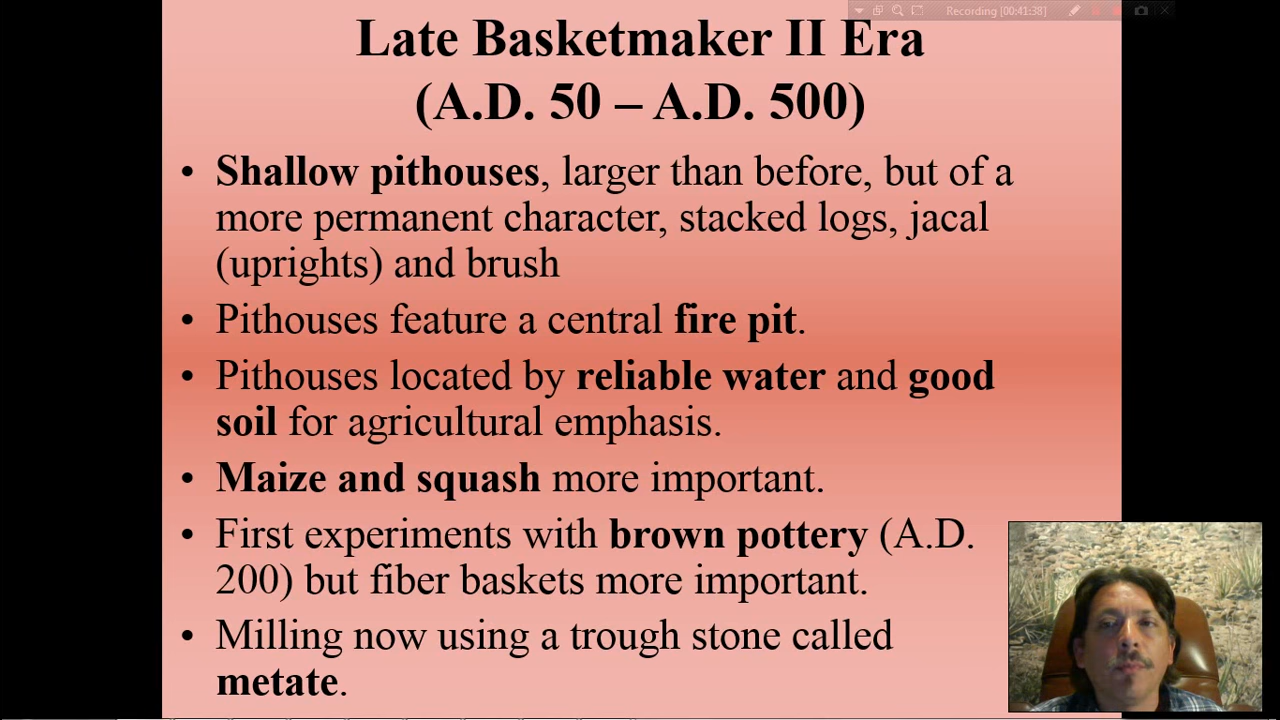 Recording [00:41:38]
Late Basketmaker II Era
(A.D. 50 – A.D. 500)
• Shallow pithouses, larger than before, but of a
more permanent character, stacked logs, jacal
(uprights) and brush
• Pithouses feature a central fire pit.
• Pithouses located by reliable water and good
soil for agricultural emphasis.
• Maize and squash more important.
• First experiments with brown pottery (A.D.
200) but fiber baskets more important.
• Milling now using a trough stone called
metate.